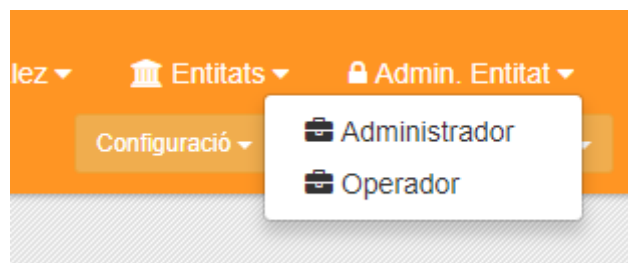 lez
Entitats
Admin. Entitat
Configuració
Administrador
Operador